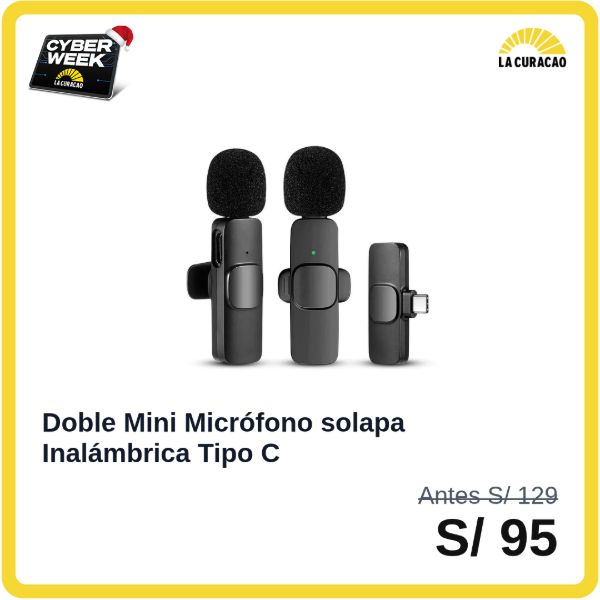 CYBER
WEEK
LA CURACAO
LA CURACAO
Doble Mini Micrófono solapa
Inalámbrica Tipo C
Antes S/ 129
S/ 95